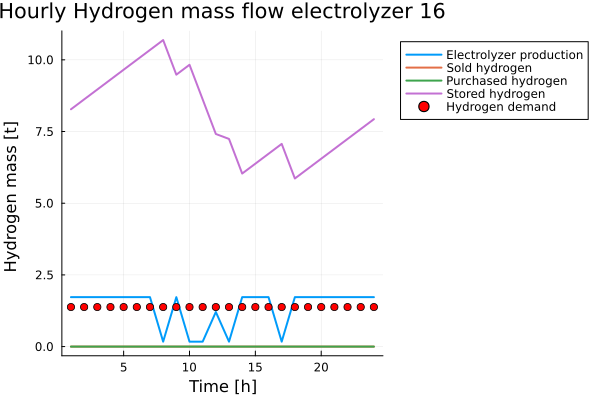 Hourly Hydrogen mass flow electrolyzer 16
Electrolyzer production
Sold hydrogen
Purchased hydrogen
Stored hydrogen
Hydrogen demand
Hydrogen mass [t]
10.0
7.5
5.0
2.5
0.0
5 10 15 20
Time [h]